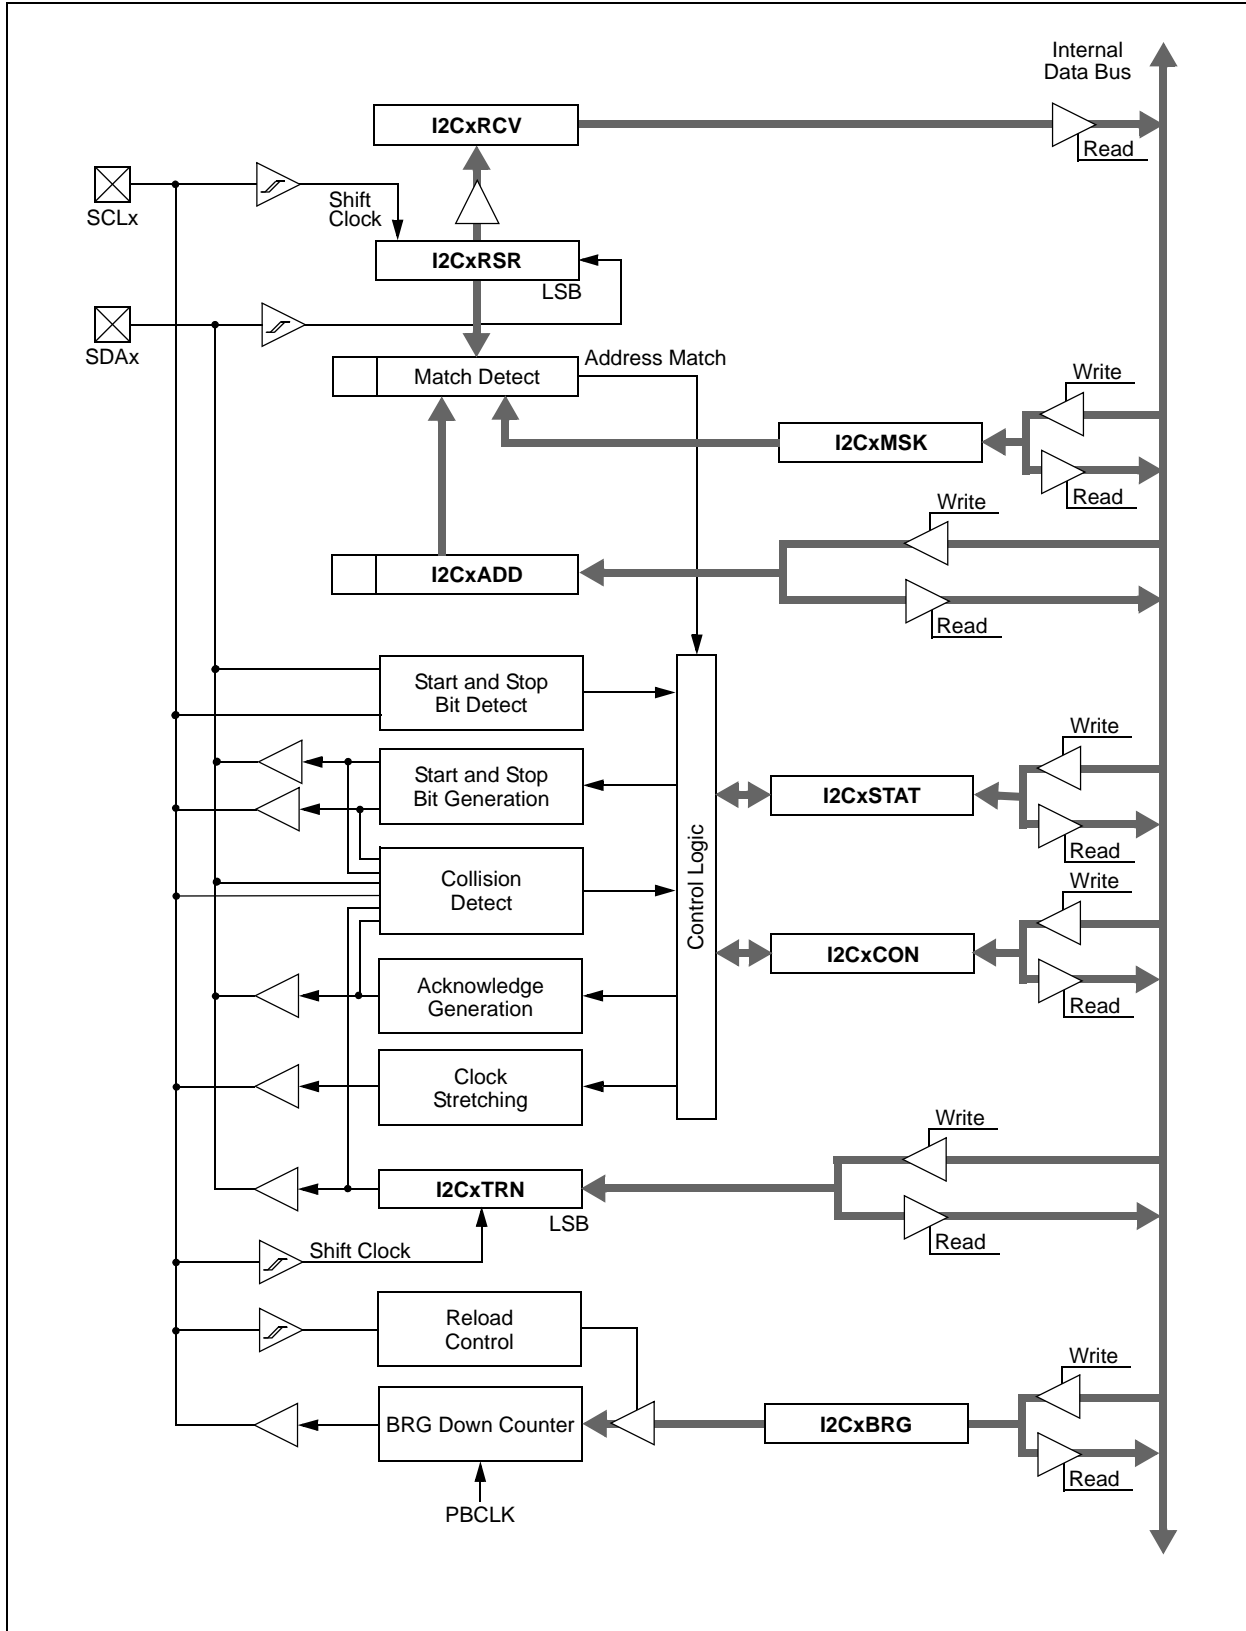 Internal
Data Bus
I2CxRCV
Read
SCLx
Shift
Clock
I2CxRSR
LSB
SDAx
Address Match
Match Detect
Write
I2CxMSK
Read
Write
I2CxADD
Read
Start and Stop
Bit Detect
Write
Start and Stop
Bit Generation
I2CxSTAT
Control Logic
Read
Collision
Detect
Write
I2CxCON
Acknowledge
Generation
Read
Clock
Stretching
Write
I2CxTRN
LSB
Read
Shift Clock
Reload
Control
Write
BRG Down Counter
I2CxBRG
Read
PBCLK